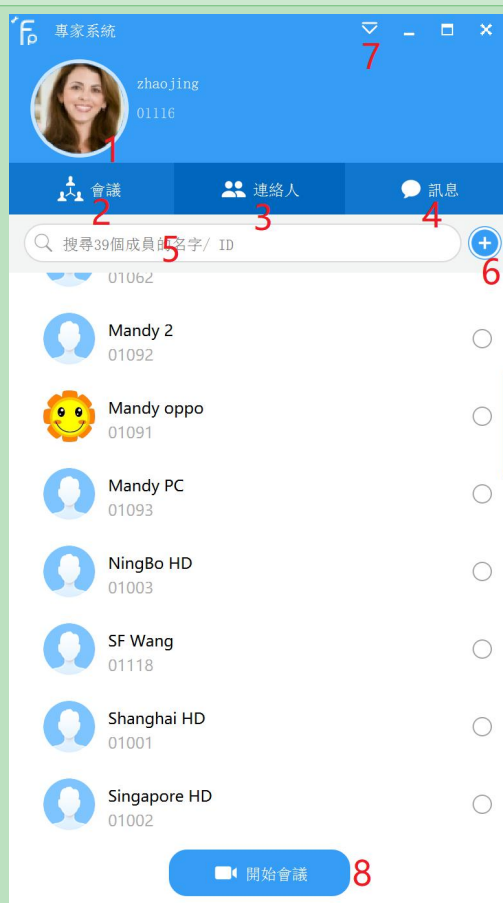 Fp 專家系統
7
zhaojing
01116
1
會議 連絡人 訊息
2 3 4
搜尋39個成員的名字/ ID
5 6
01062
Mandy 2
01092
Mandy oppo
01091
Mandy PC
01093
NingBo HD
01003
SF Wang
01118
Shanghai HD
01001
Singapore HD
01002
開始會議 8